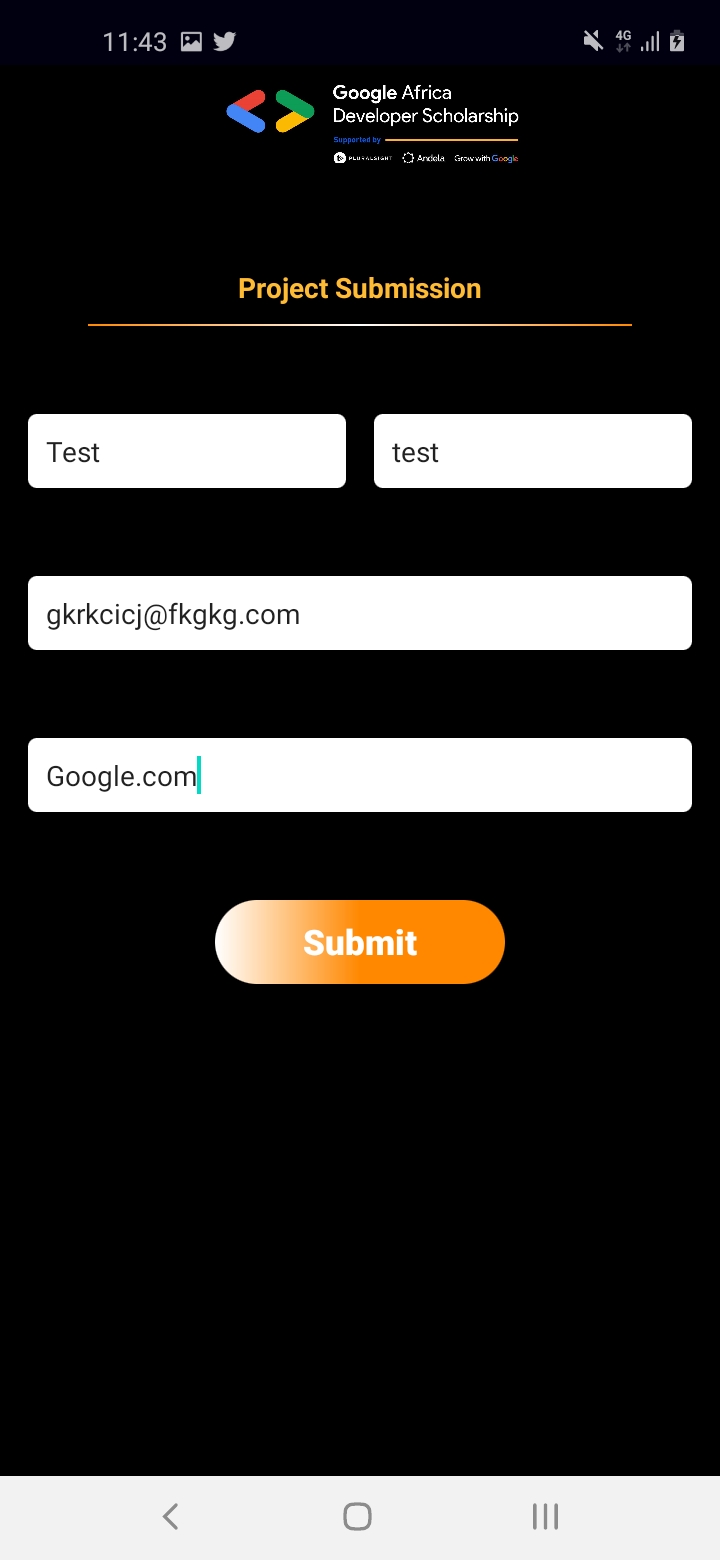 11:43
4G
Google Africa
Developer Scholarship
Supported by
PLURALSIGHT Andela Grow with Google
Project Submission
Test test
gkrkcicj@fkgkg.com
Google.com
Submit